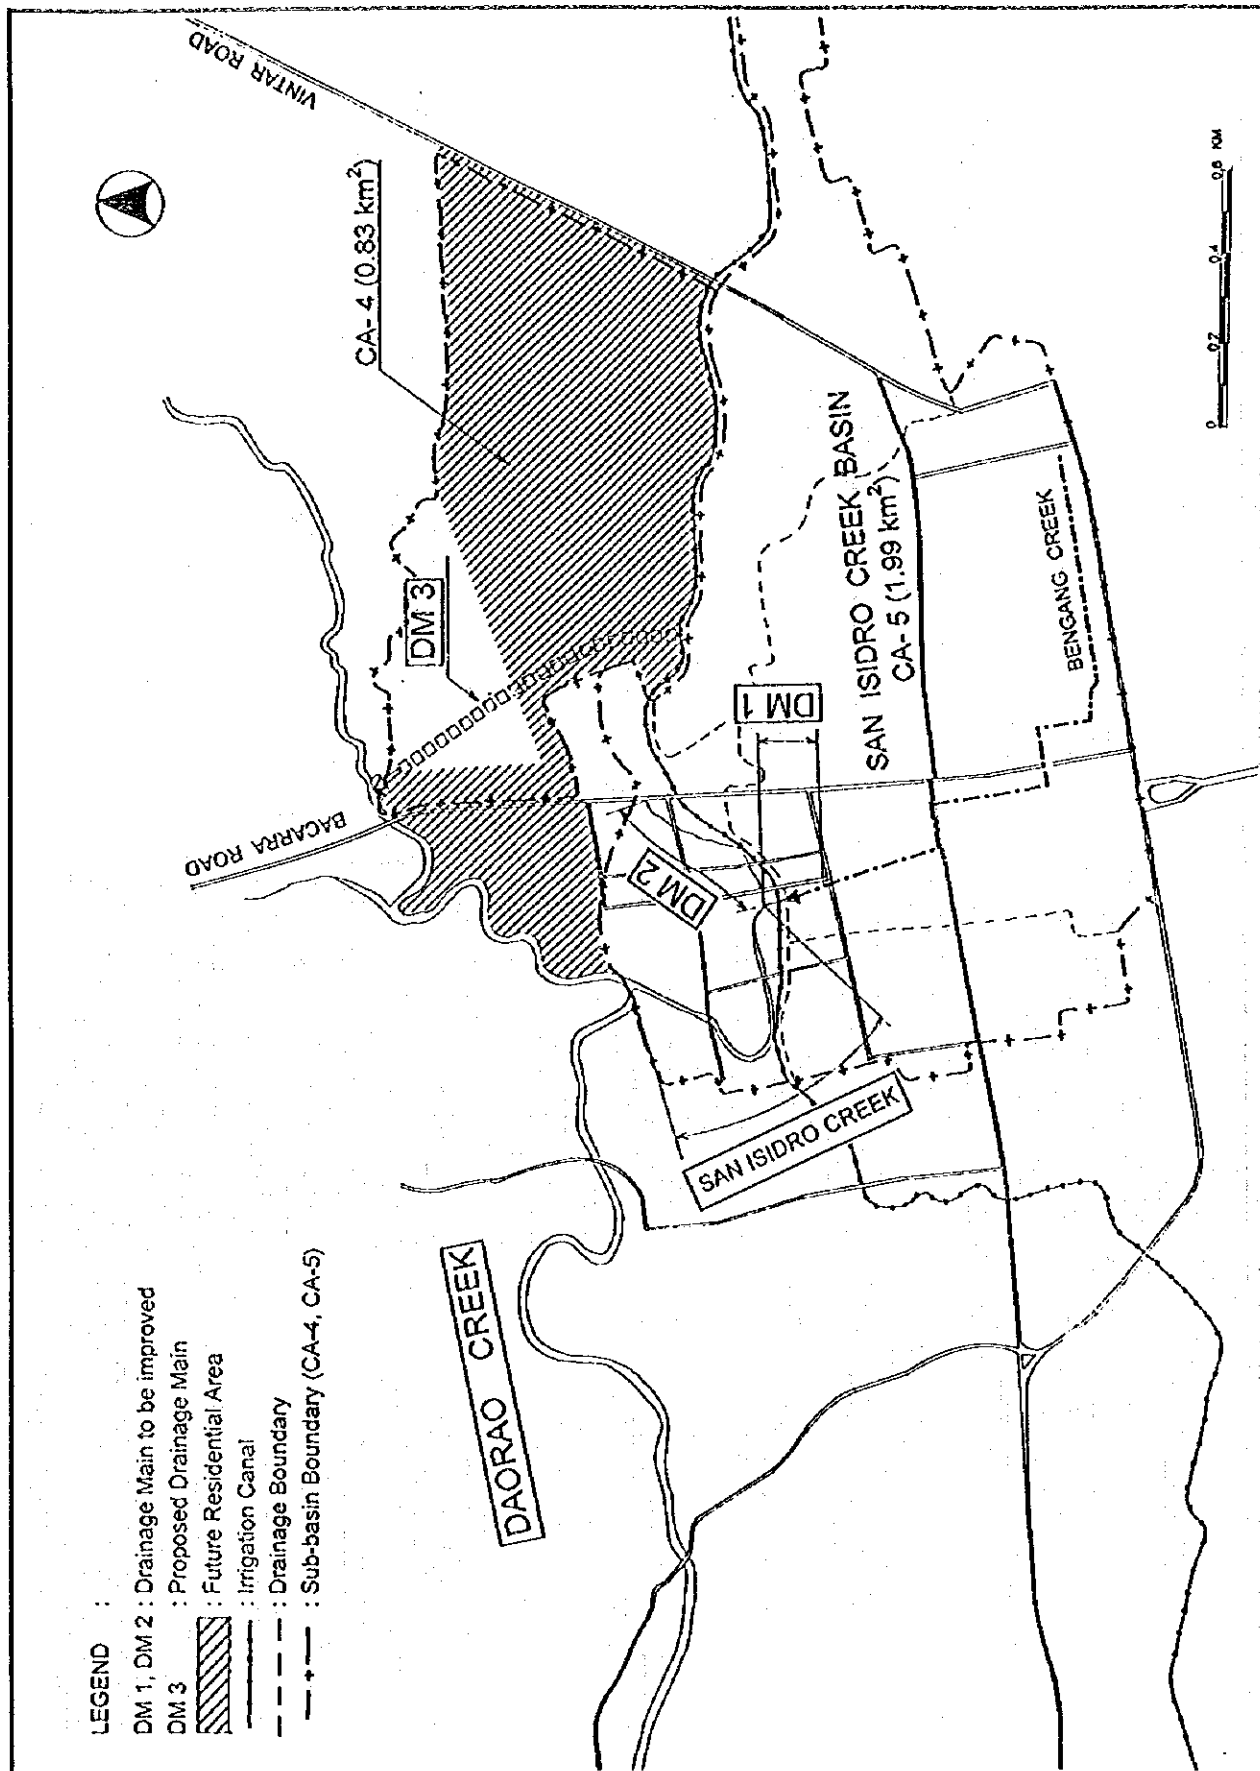 VINTAR ROAD
CA-4 (0.83 km²)
DM 3
BACARRA ROAD
DM 2
DM 1
SAN ISIDRO CREEK BASIN
CA-5 (1.99 km²)
BENGANG CREEK
SAN ISIDRO CREEK
DAORAO CREEK
0 0.2 0.4 0.6 KM
LEGEND :
DM 1, DM 2 : Drainage Main to be improved
DM 3 : Proposed Drainage Main
: Future Residential Area
: Irrigation Canal
: Drainage Boundary
: Sub-basin Boundary (CA-4, CA-5)